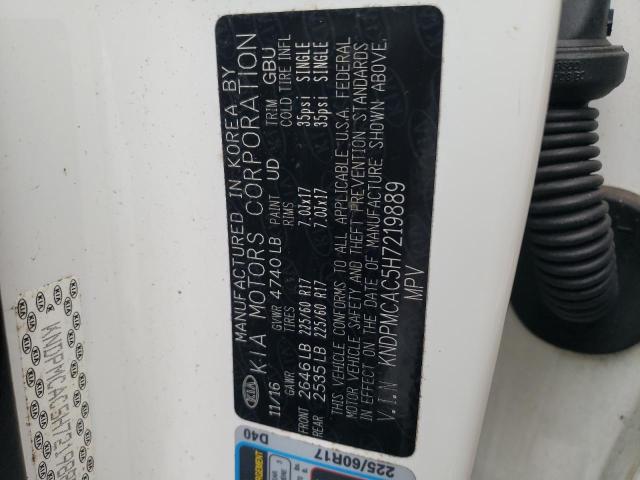 KIA
MANUFACTURED IN KOREA BY
KIA MOTORS CORPORATION
11/16 GVWR 4740LB PAINT UD TRIM GBU
GAWR TIRES RIMS COLD TIRE INFL
FRONT 2646LB 225/60 R17 7.0Jx17 35psi SINGLE
REAR 2535LB 225/60 R17 7.0Jx17 35psi SINGLE
THIS VEHICLE CONFORMS TO ALL APPLICABLE U.S.A. FEDERAL
MOTOR VEHICLE SAFETY AND THEFT PREVENTION STANDARDS
IN EFFECT ON THE DATE OF MANUFACTURE SHOWN ABOVE.
V.I.N KNDPMCAC5H7219889
MPV
D40
225/60R17